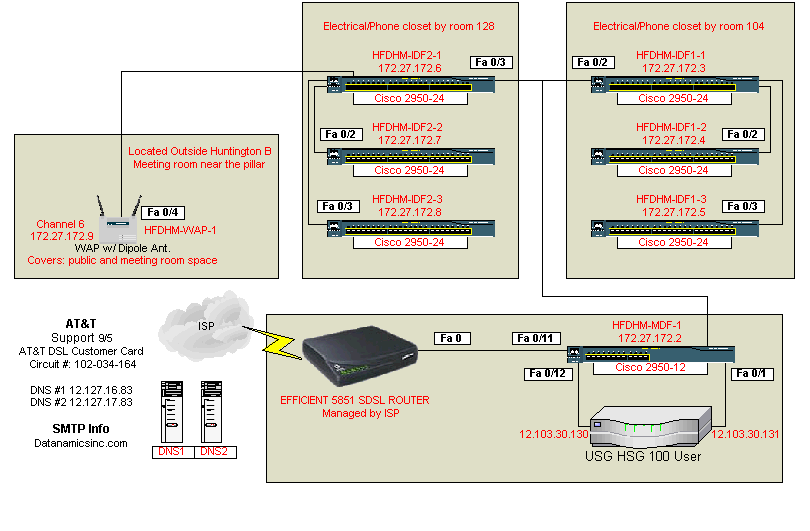 Electrical/Phone closet by room 128
HFDHM-IDF2-1
172.27.172.6
Fa 0/3
Cisco 2950-24
HFDHM-IDF2-2
172.27.172.7
Fa 0/2
Cisco 2950-24
HFDHM-IDF2-3
172.27.172.8
Fa 0/3
Cisco 2950-24
Electrical/Phone closet by room 104
HFDHM-IDF1-1
172.27.172.3
Fa 0/2
Cisco 2950-24
HFDHM-IDF1-2
172.27.172.4
Fa 0/2
Cisco 2950-24
HFDHM-IDF1-3
172.27.172.5
Fa 0/3
Cisco 2950-24
Located Outside Huntington B
Meeting room near the pillar
Fa 0/4
Channel 6
172.27.172.9
HFDHM-WAP-1
WAP w/ Dipole Ant.
Covers: public and meeting room space
AT&T
Support 9/5
AT&T DSL Customer Card
Circuit #: 102-034-164
DNS #1 12.127.16.83
DNS #2 12.127.17.83
SMTP Info
Datanamicsinc.com
ISP
DNS1
DNS2
EFFICIENT 5851 SDSL ROUTER
Managed by ISP
Fa 0
Fa 0/11
HFDHM-MDF-1
172.27.172.2
Fa 0/12
Cisco 2950-12
Fa 0/1
12.103.30.130
12.103.30.131
USG HSG 100 User